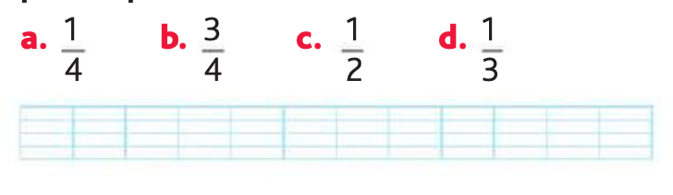 a. 1/4 b. 3/4 c. 1/2 d. 1/3